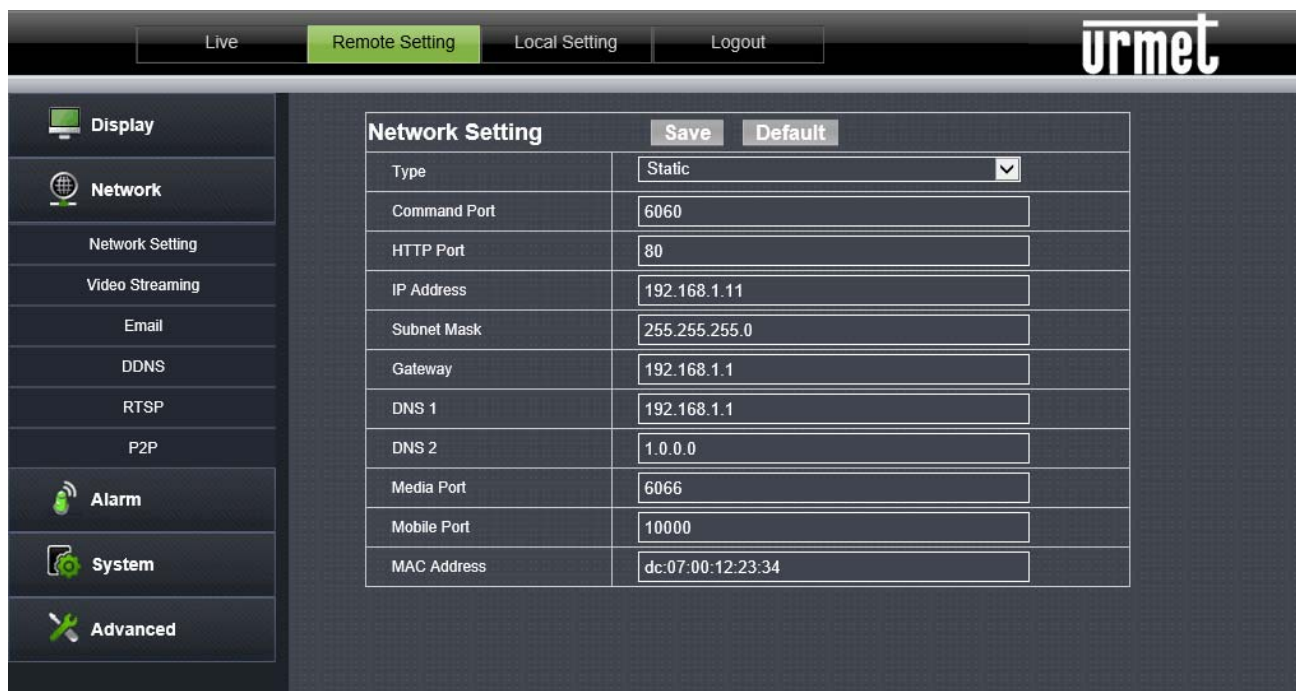 Live Remote Setting Local Setting Logout urmet
Display
Network
Network Setting
Video Streaming
Email
DDNS
RTSP
P2P
Alarm
System
Advanced
Network Setting Save Default
Type Static
Command Port 6060
HTTP Port 80
IP Address 192.168.1.11
Subnet Mask 255.255.255.0
Gateway 192.168.1.1
DNS 1 192.168.1.1
DNS 2 1.0.0.0
Media Port 6066
Mobile Port 10000
MAC Address dc:07:00:12:23:34